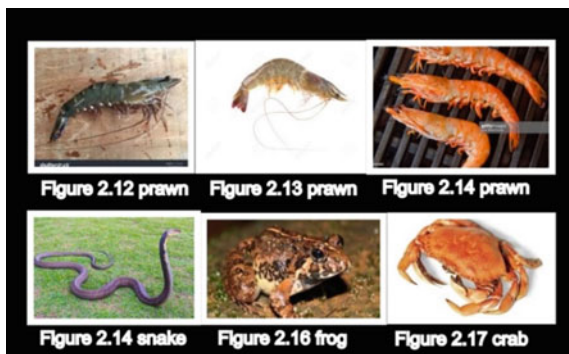 Figure 2.12 prawn
Figure 2.13 prawn
Figure 2.14 prawn
Figure 2.14 snake
Figure 2.16 frog
Figure 2.17 crab